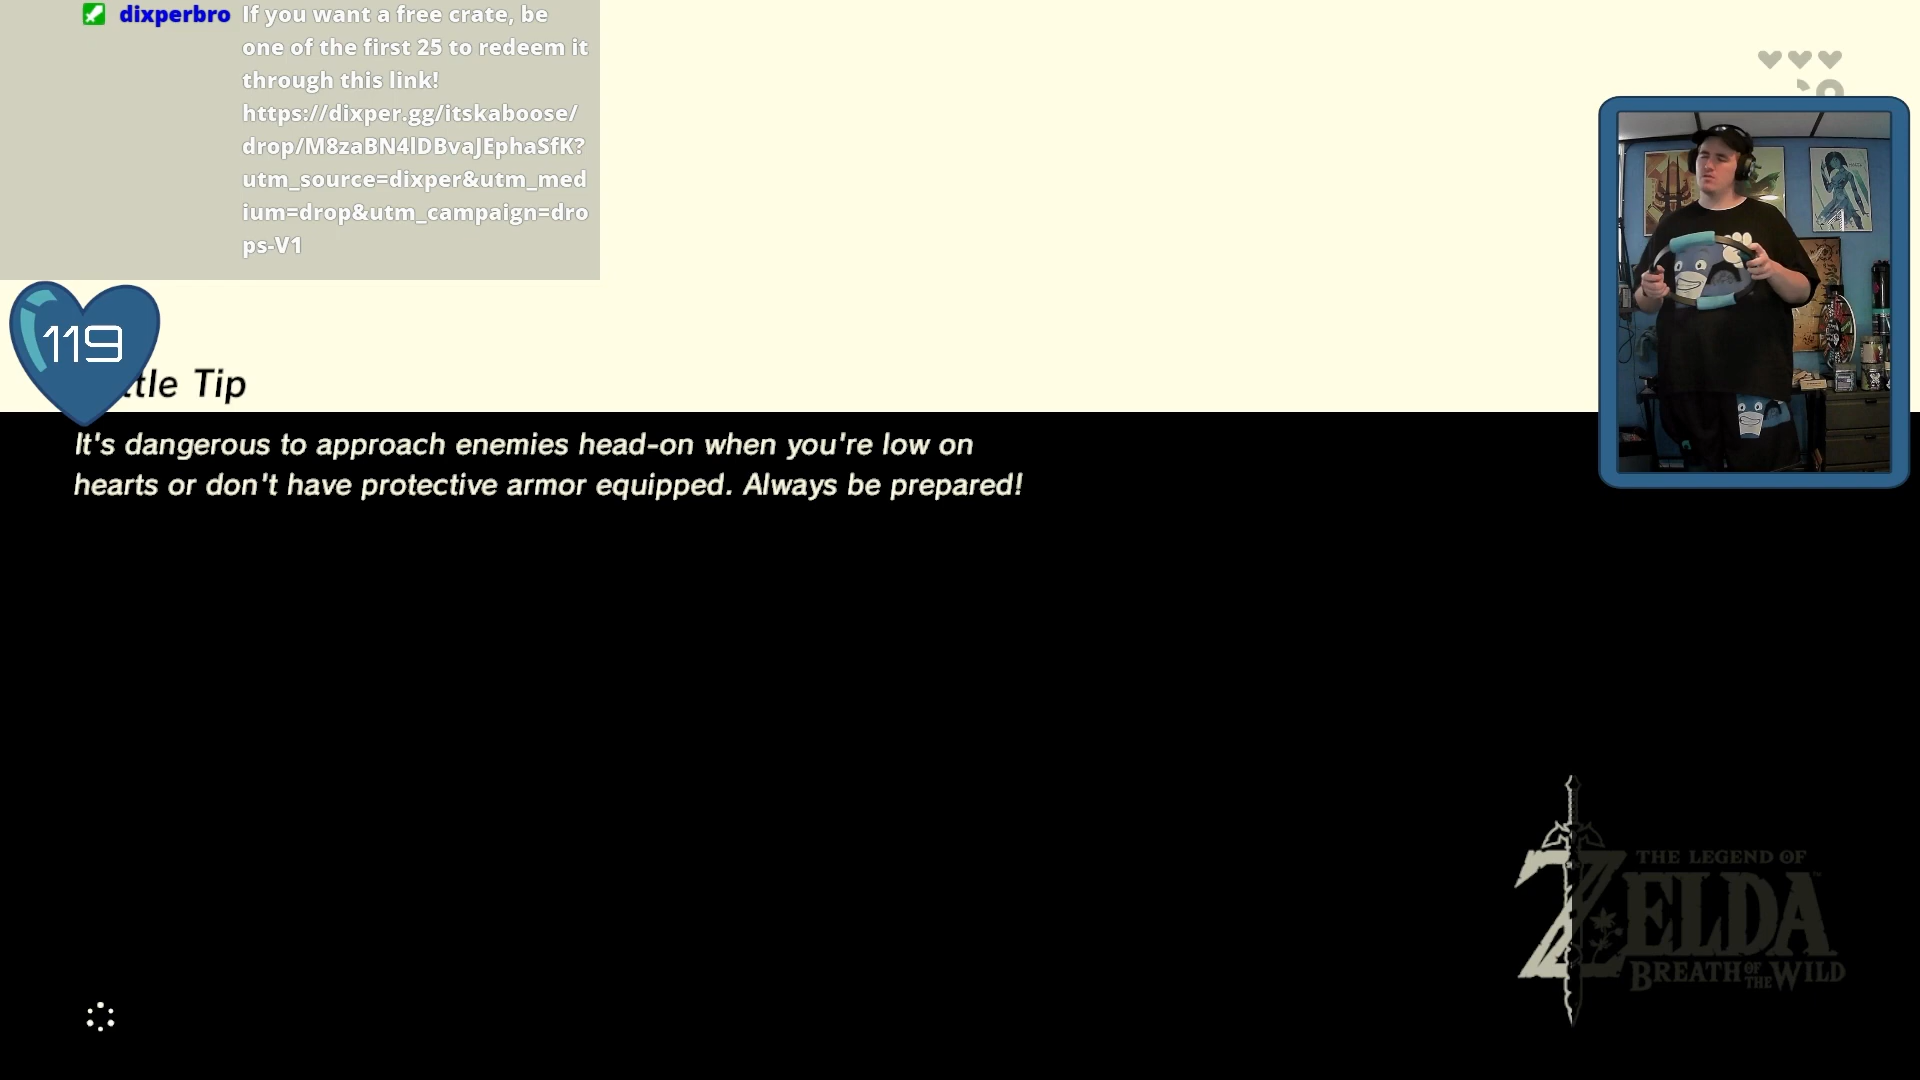 dixperbro If you want a free crate, be
one of the first 25 to redeem it
through this link!
https://dixper.gg/itskaboose/
drop/M8zaBN4lDBvaJEphaSfK?
utm_source=dixper&utm_med
ium=drop&utm_campaign=dro
ps-V1
119
ttle Tip
It's dangerous to approach enemies head-on when you're low on
hearts or don't have protective armor equipped. Always be prepared!
THE LEGEND OF
ZELDA
BREATH OF THE WILD